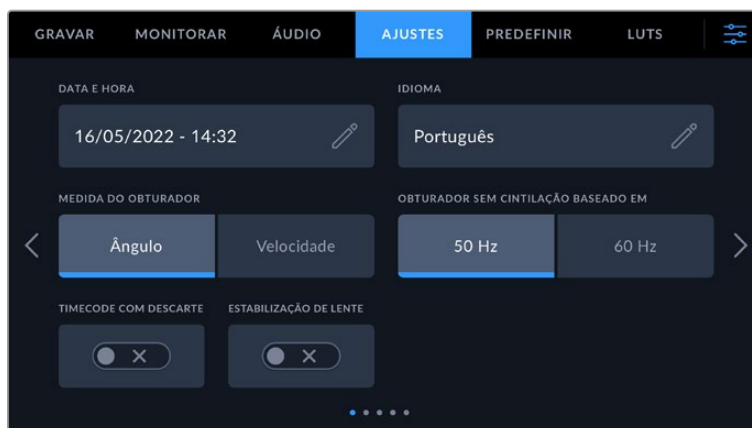 GRAVAR MONITORAR ÁUDIO AJUSTES PREDEFINIR LUTS
DATA E HORA IDIOMA
16/05/2022 - 14:32 Português
MEDIDA DO OBTURADOR OBTURADOR SEM CINTILAÇÃO BASEADO EM
Ângulo Velocidade 50 Hz 60 Hz
TIMECODE COM DESCARTE ESTABILIZAÇÃO DE LENTE